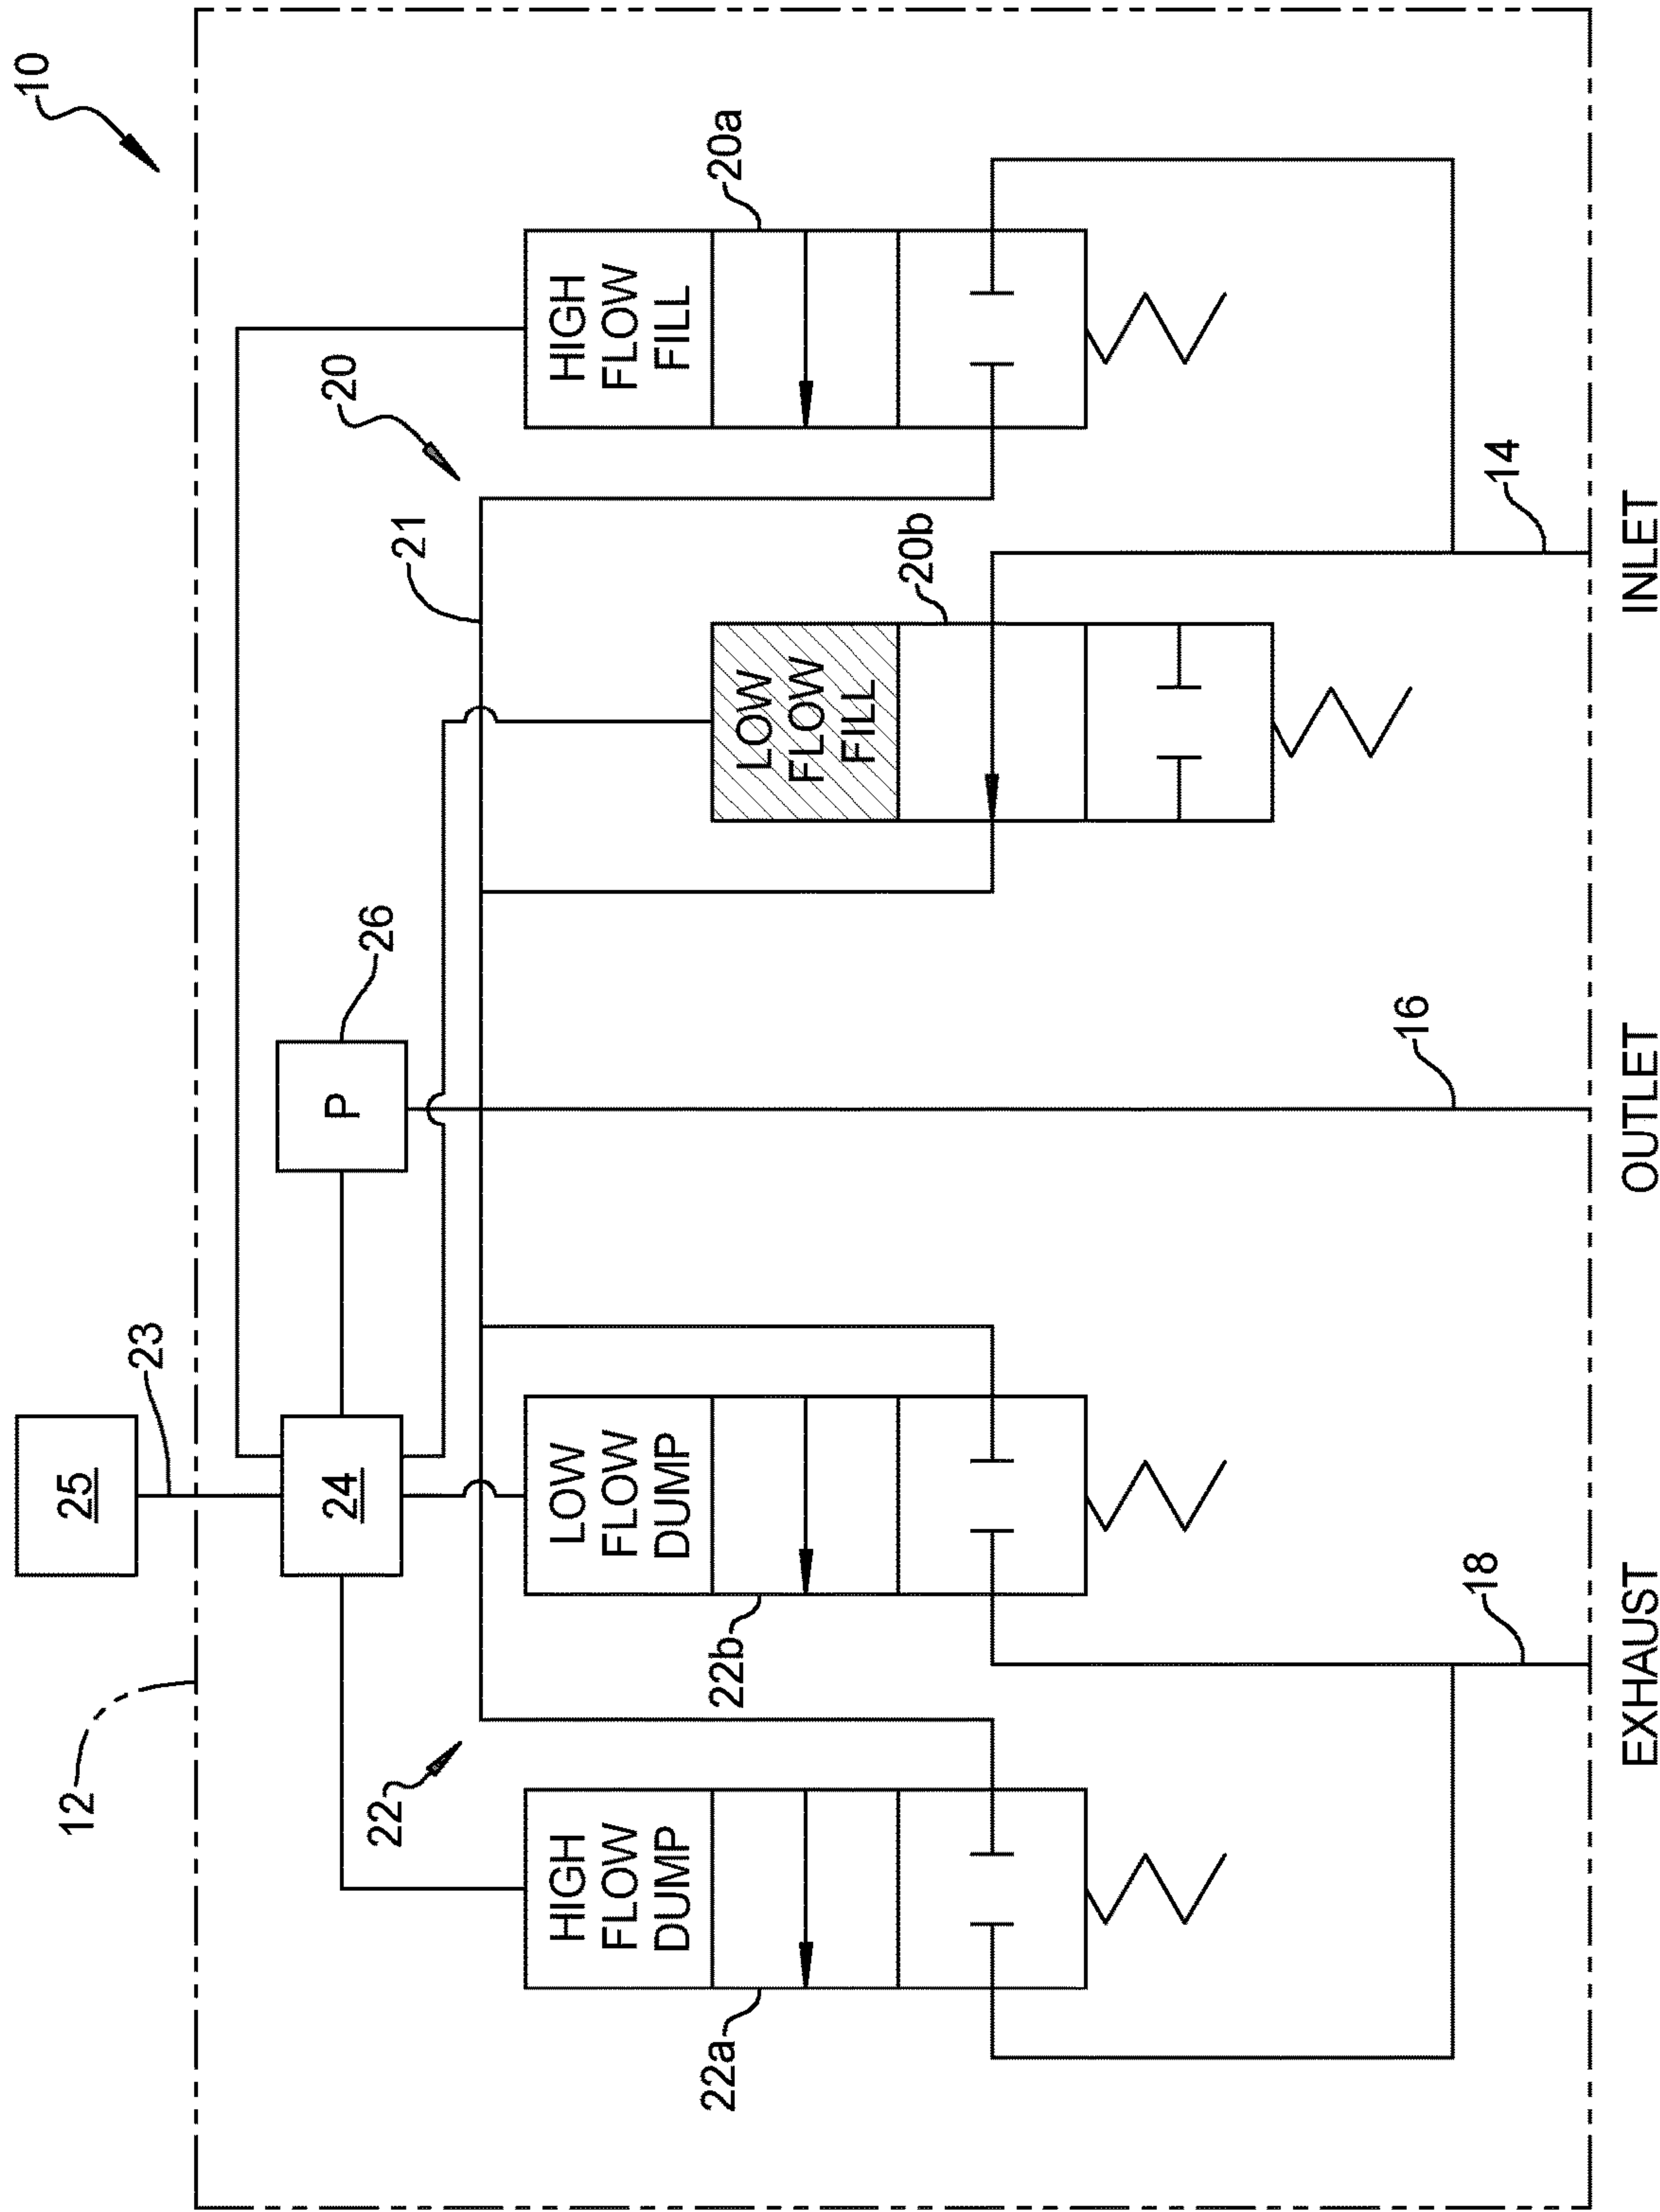 10
12
25
23
24
P
26
20
21
22
HIGH
FLOW
DUMP
22a
LOW
FLOW
DUMP
22b
LOW
FLOW
FILL
20b
HIGH
FLOW
FILL
20a
18
16
14
EXHAUST
OUTLET
INLET